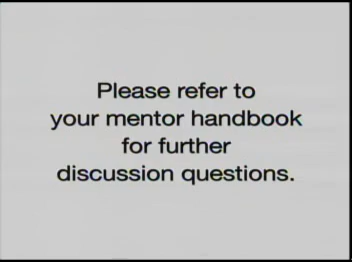 Please refer to
your mentor handbook
for further
discussion questions.